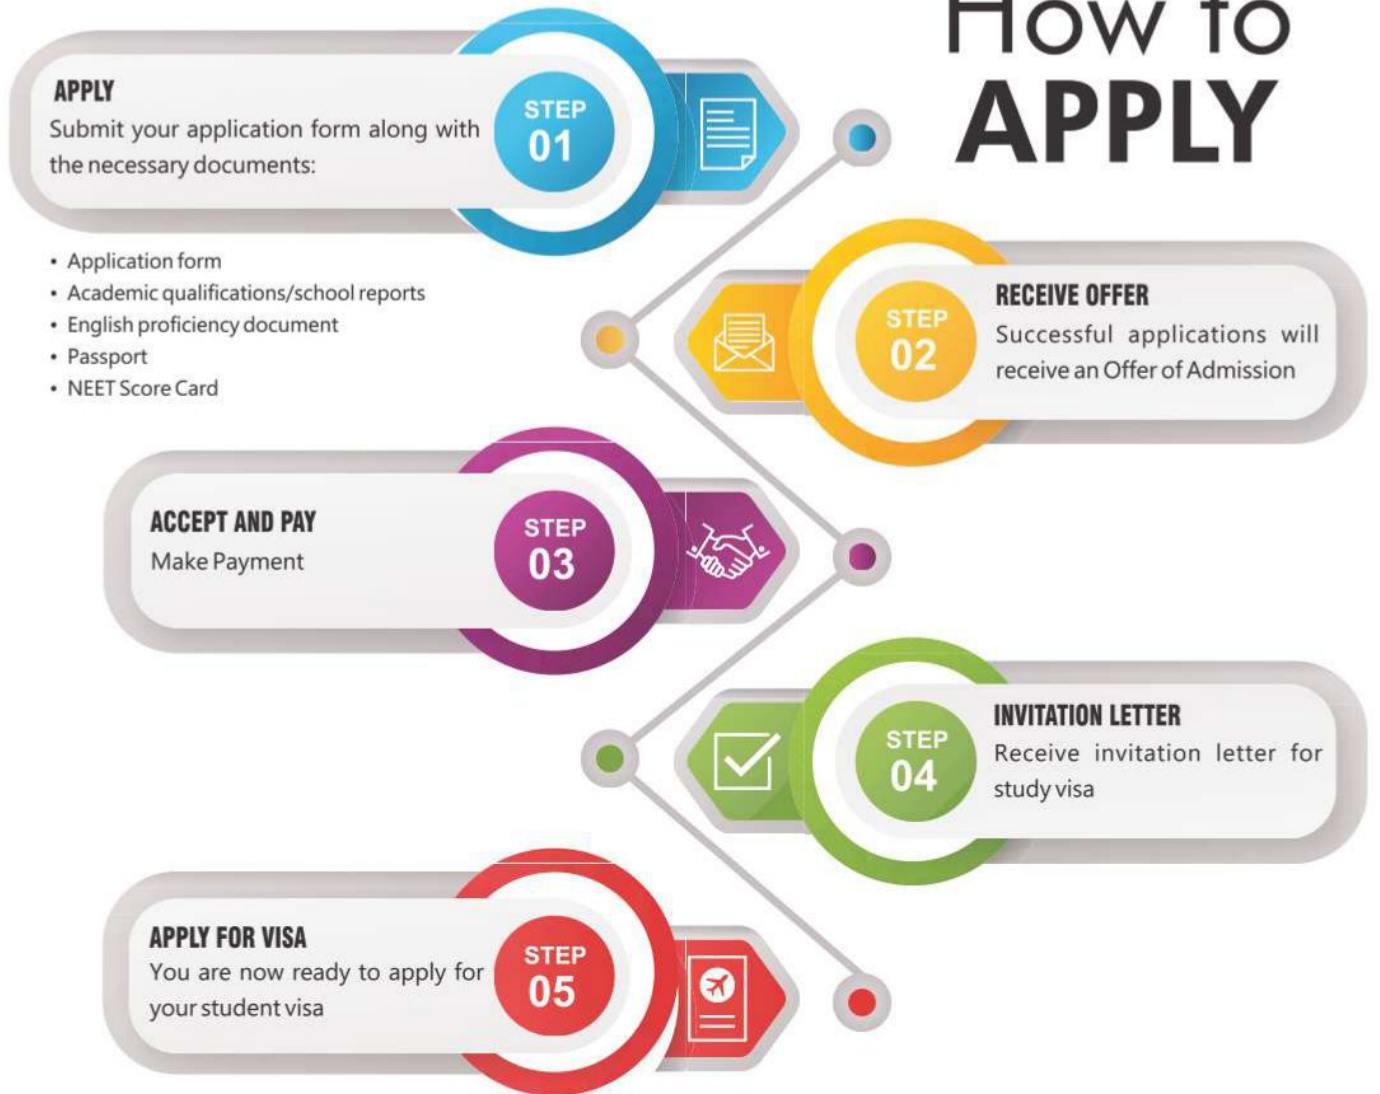 How to
APPLY
APPLY
Submit your application form along with
the necessary documents:
STEP
01
• Application form
• Academic qualifications/school reports
• English proficiency document
• Passport
• NEET Score Card
STEP
02
RECEIVE OFFER
Successful applications will
receive an Offer of Admission
ACCEPT AND PAY
Make Payment
STEP
03
STEP
04
INVITATION LETTER
Receive invitation letter for
study visa
APPLY FOR VISA
You are now ready to apply for
your student visa
STEP
05